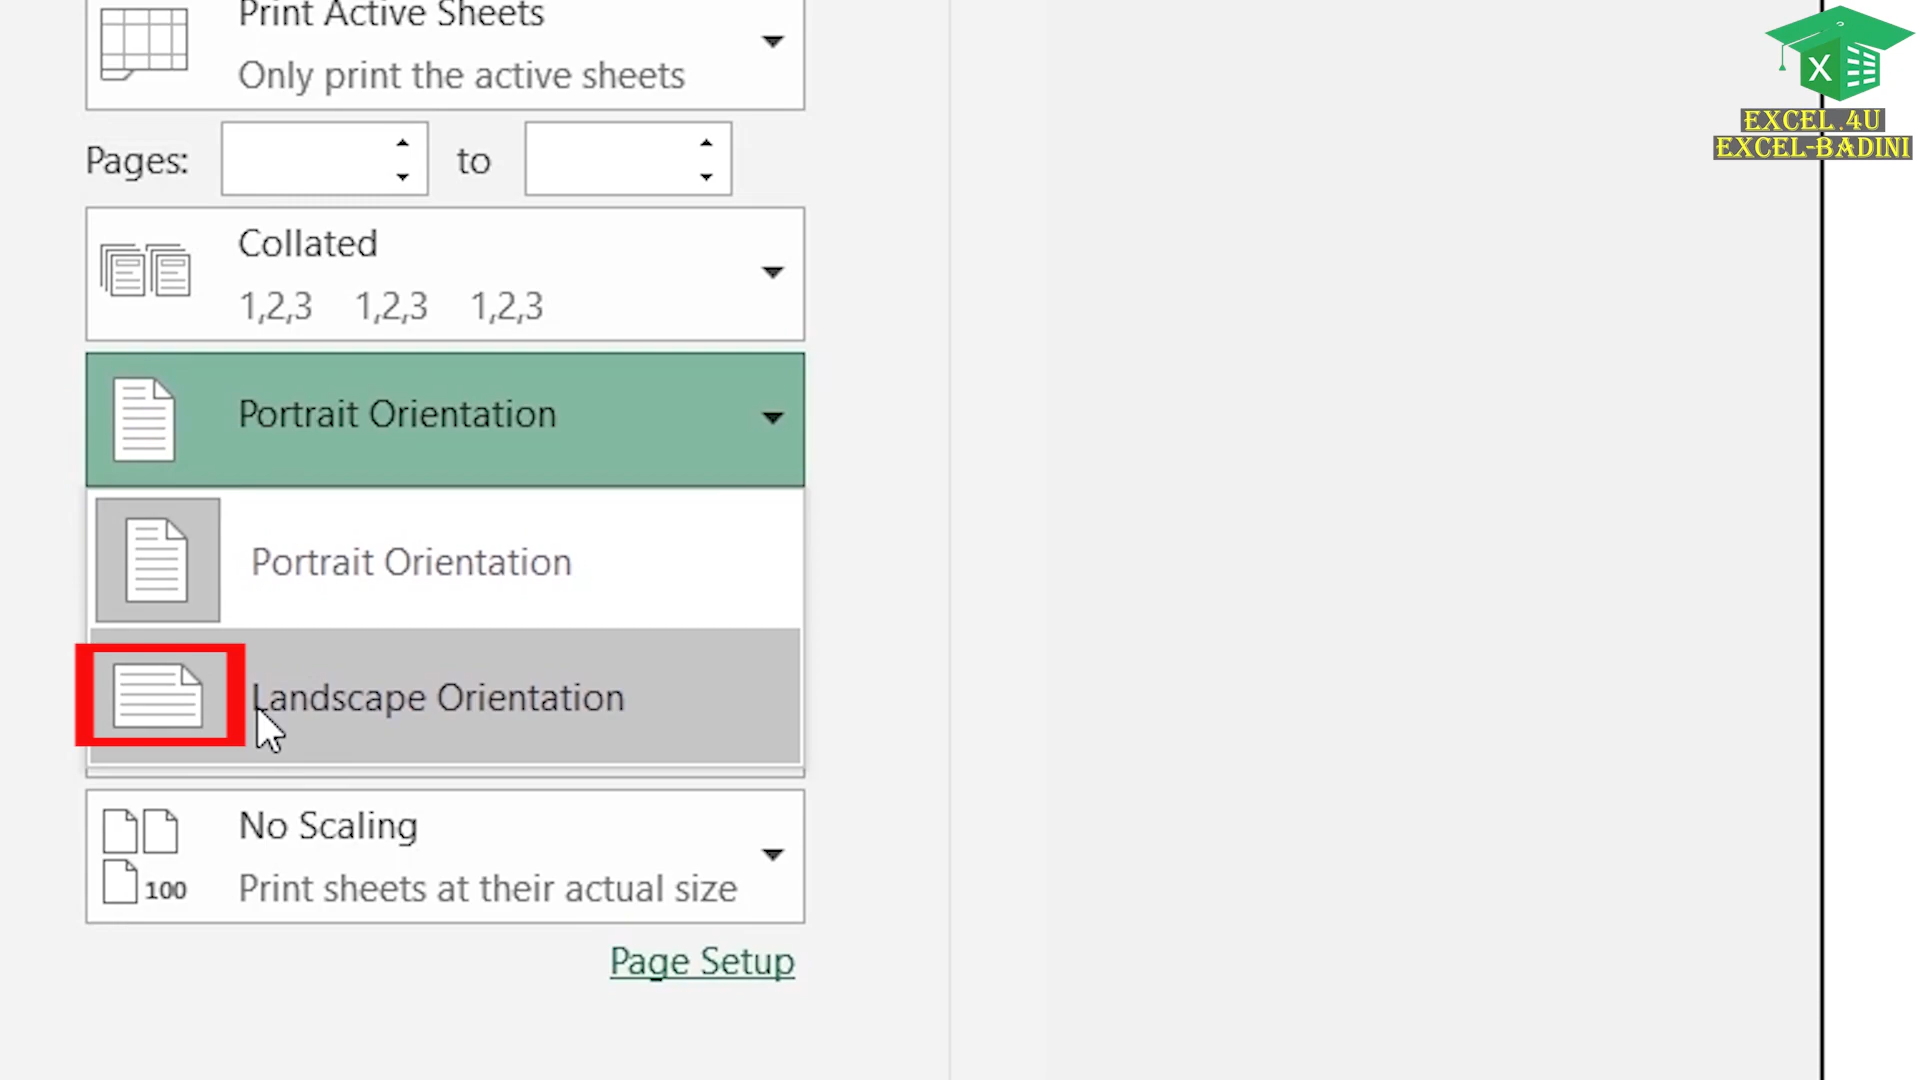 Print Active Sheets
Only print the active sheets
Pages: to
Collated
1,2,3 1,2,3 1,2,3
Portrait Orientation
Portrait Orientation
Landscape Orientation
No Scaling
100
Print sheets at their actual size
Page Setup
X
EXCEL.4U
EXCEL-BADINI